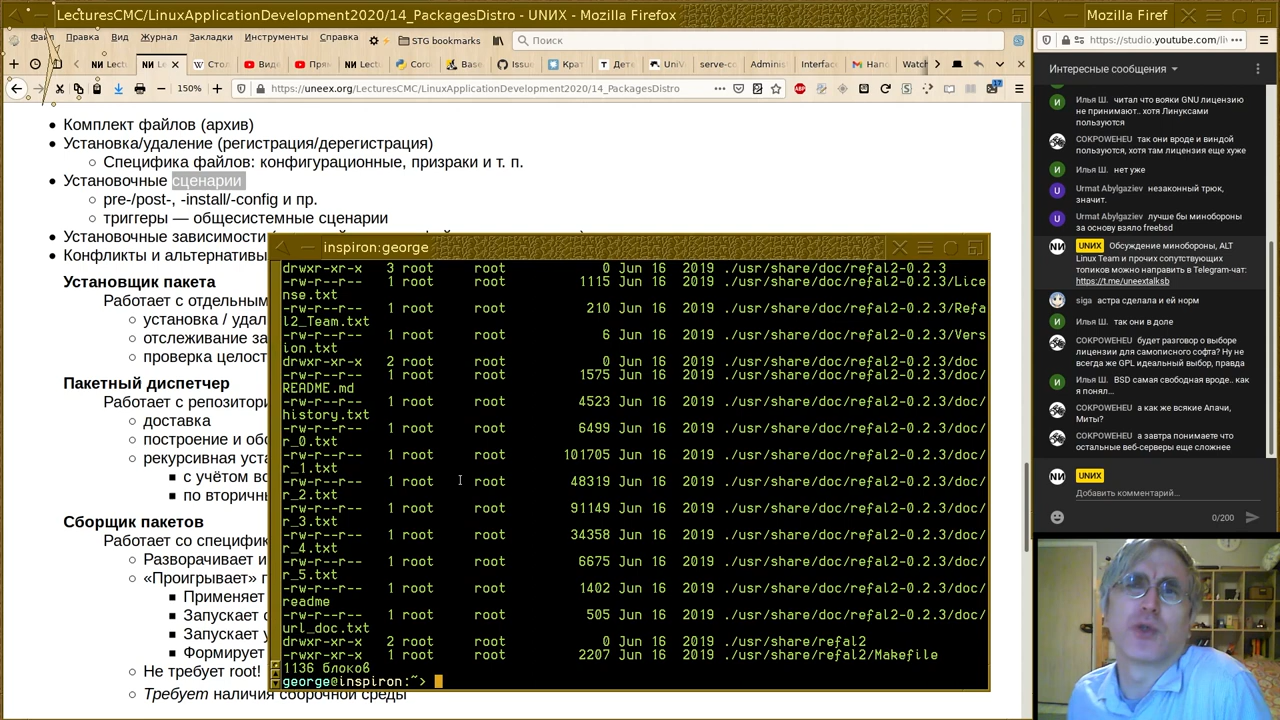 LecturesCMC/LinuxApplicationDevelopment2020/14_PackagesDistro - UNИX - Mozilla Firefox
Файл Правка Вид Журнал Закладки Инструменты Справка
STG bookmarks
Поиск
150%
https://uneex.org/LecturesCMC/LinuxApplicationDevelopment2020/14_PackagesDistro
Комплект файлов (архив)
Установка/удаление (регистрация/дерегистрация)
Специфика файлов: конфигурационные, призраки и т. п.
Установочные сценарии
pre-/post-, -install/-config и пр.
триггеры — общесистемные сценарии
Установочные зависимости
Конфликты и альтернативы
Установщик пакета
Работает с отдельным
установка / удал
отслеживание за
проверка целост
Пакетный диспетчер
Работает с репозитори
доставка
построение и обс
рекурсивная уста
с учётом во
по вторичны
Сборщик пакетов
Работает со специфик
Разворачивает и
«Проигрывает» п
Применяет
Запускает с
Запускает у
Формирует
Не требует root!
Требует наличия сборочной среды
inspiron:george
drwxr-xr-x 3 root root 0 Jun 16 2019 ./usr/share/doc/refal2-0.2.3
-rw-r--r-- 1 root root 1115 Jun 16 2019 ./usr/share/doc/refal2-0.2.3/Lice
nse.txt
-rw-r--r-- 1 root root 210 Jun 16 2019 ./usr/share/doc/refal2-0.2.3/Refa
l2_Team.txt
-rw-r--r-- 1 root root 6 Jun 16 2019 ./usr/share/doc/refal2-0.2.3/Vers
ion.txt
drwxr-xr-x 2 root root 0 Jun 16 2019 ./usr/share/doc/refal2-0.2.3/doc
-rw-r--r-- 1 root root 1575 Jun 16 2019 ./usr/share/doc/refal2-0.2.3/doc/
README.md
-rw-r--r-- 1 root root 4523 Jun 16 2019 ./usr/share/doc/refal2-0.2.3/doc/
history.txt
-rw-r--r-- 1 root root 6499 Jun 16 2019 ./usr/share/doc/refal2-0.2.3/doc/
r_0.txt
-rw-r--r-- 1 root root 101705 Jun 16 2019 ./usr/share/doc/refal2-0.2.3/doc/
r_1.txt
-rw-r--r-- 1 root root 48319 Jun 16 2019 ./usr/share/doc/refal2-0.2.3/doc/
r_2.txt
-rw-r--r-- 1 root root 91149 Jun 16 2019 ./usr/share/doc/refal2-0.2.3/doc/
r_3.txt
-rw-r--r-- 1 root root 34358 Jun 16 2019 ./usr/share/doc/refal2-0.2.3/doc/
r_4.txt
-rw-r--r-- 1 root root 6675 Jun 16 2019 ./usr/share/doc/refal2-0.2.3/doc/
r_5.txt
-rw-r--r-- 1 root root 1402 Jun 16 2019 ./usr/share/doc/refal2-0.2.3/doc/
readme
-rw-r--r-- 1 root root 505 Jun 16 2019 ./usr/share/doc/refal2-0.2.3/doc/
url_doc.txt
drwxr-xr-x 2 root root 0 Jun 16 2019 ./usr/share/refal2
-rwxr-xr-x 1 root root 2207 Jun 16 2019 ./usr/share/refal2/Makefile
1136 блоков
george@inspiron:~>
Mozilla Firef
https://studio.youtube.com/li
Интересные сообщения
Илья Ш. читал что вояки GNU лицензию
не принимают.. хотя Линуксами
пользуются
COKPOWEHEU так они вроде и виндой
пользуются, хотя там лицензия еще хуже
Илья Ш. нет уже
Urmat Abylgaziev незаконный трюк,
значит.
Urmat Abylgaziev лучше бы минобороны
за основу взяло freebsd
UNИX Обсуждение минобороны, ALT
Linux Team и прочих сопутствующих
топиков можно направить в Telegram-чат:
https://t.me/uneextalksb
siga астра сделала и ей норм
Илья Ш. так они в доле
COKPOWEHEU будет разговор о выборе
лицензии для самописного софта? Ну не
всегда же GPL идеальный выбор, правда
Илья Ш. BSD самая свободная вроде.. как
я понял...
COKPOWEHEU а как же всякие Апачи,
Миты?
COKPOWEHEU а завтра понимаете что
остальные веб-серверы еще сложнее
UNИX
Добавить комментарий...
0/200